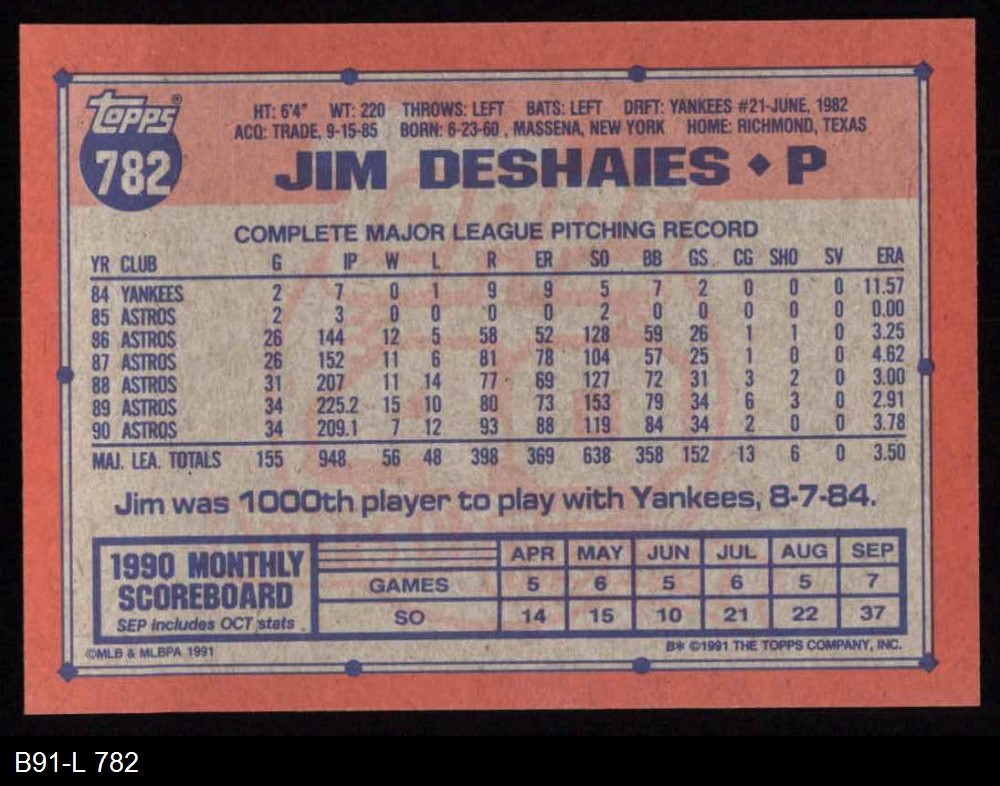 topps®
782
HT: 6'4" WT: 220 THROWS: LEFT BATS: LEFT DRFT: YANKEES #21-JUNE, 1982
ACQ: TRADE, 9-15-85 BORN: 6-23-60, MASSENA, NEW YORK HOME: RICHMOND, TEXAS
JIM DESHAIES ◆ P
COMPLETE MAJOR LEAGUE PITCHING RECORD
YR CLUB G IP W L R ER SO BB GS CG SHO SV ERA
84 YANKEES 2 7 0 1 9 9 5 7 2 0 0 0 11.57
85 ASTROS 2 3 0 0 0 0 2 0 0 0 0 0 0.00
86 ASTROS 26 144 12 5 58 52 128 59 26 1 1 0 3.25
87 ASTROS 26 152 11 6 81 78 104 57 25 1 0 0 4.62
88 ASTROS 31 207 11 14 77 69 127 72 31 3 2 0 3.00
89 ASTROS 34 225.2 15 10 80 73 153 79 34 6 3 0 2.91
90 ASTROS 34 209.1 7 12 93 88 119 84 34 2 0 0 3.78
MAJ. LEA. TOTALS 155 948 56 48 398 369 638 358 152 13 6 0 3.50
Jim was 1000th player to play with Yankees, 8-7-84.
1990 MONTHLY
SCOREBOARD
SEP includes OCT stats
APR MAY JUN JUL AUG SEP
GAMES 5 6 5 6 5 7
SO 14 15 10 21 22 37
©MLB & MLBPA 1991
B* ©1991 THE TOPPS COMPANY, INC.
B91-L 782